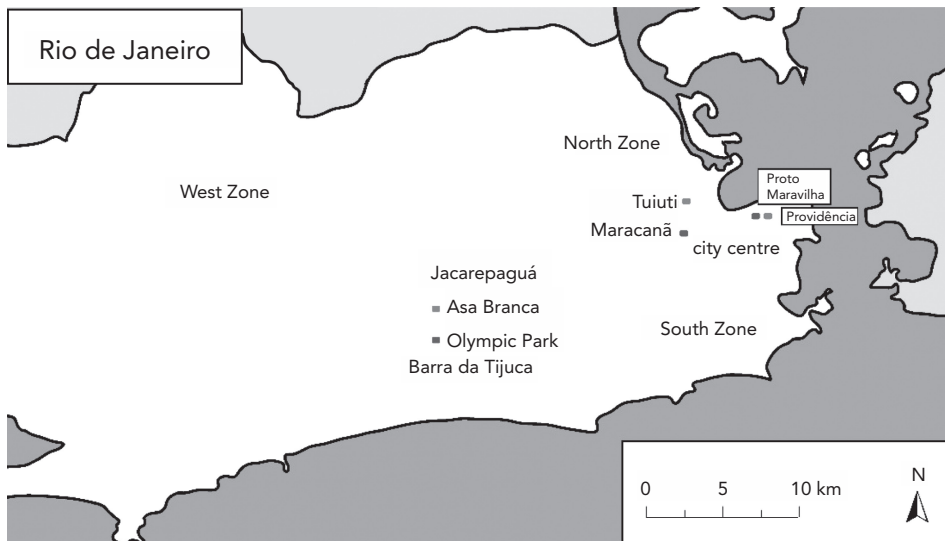 Rio de Janeiro
North Zone
West Zone
Proto
Maravilha
Tuiuti
Providência
Maracanã
city centre
Jacarepaguá
Asa Branca
South Zone
Olympic Park
Barra da Tijuca
N
0 5 10 km